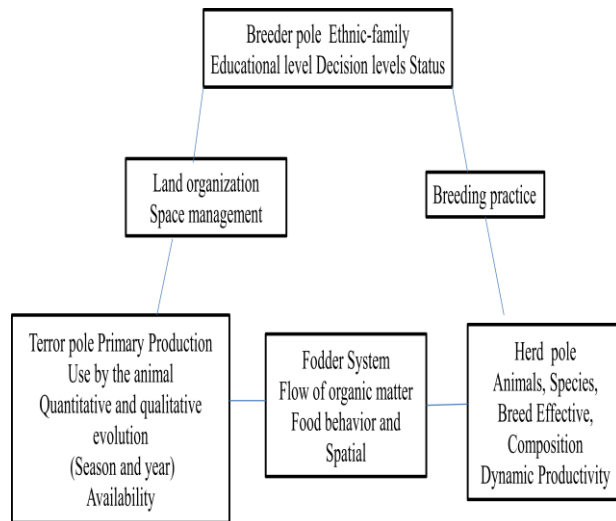 Breeder pole Ethnic-family
Educational level Decision levels Status
Land organization
Space management
Breeding practice
Terror pole Primary Production
Use by the animal
Quantitative and qualitative
evolution
(Season and year)
Availability
Fodder System
Flow of organic matter
Food behavior and
Spatial
Herd pole
Animals, Species,
Breed Effective,
Composition
Dynamic Productivity